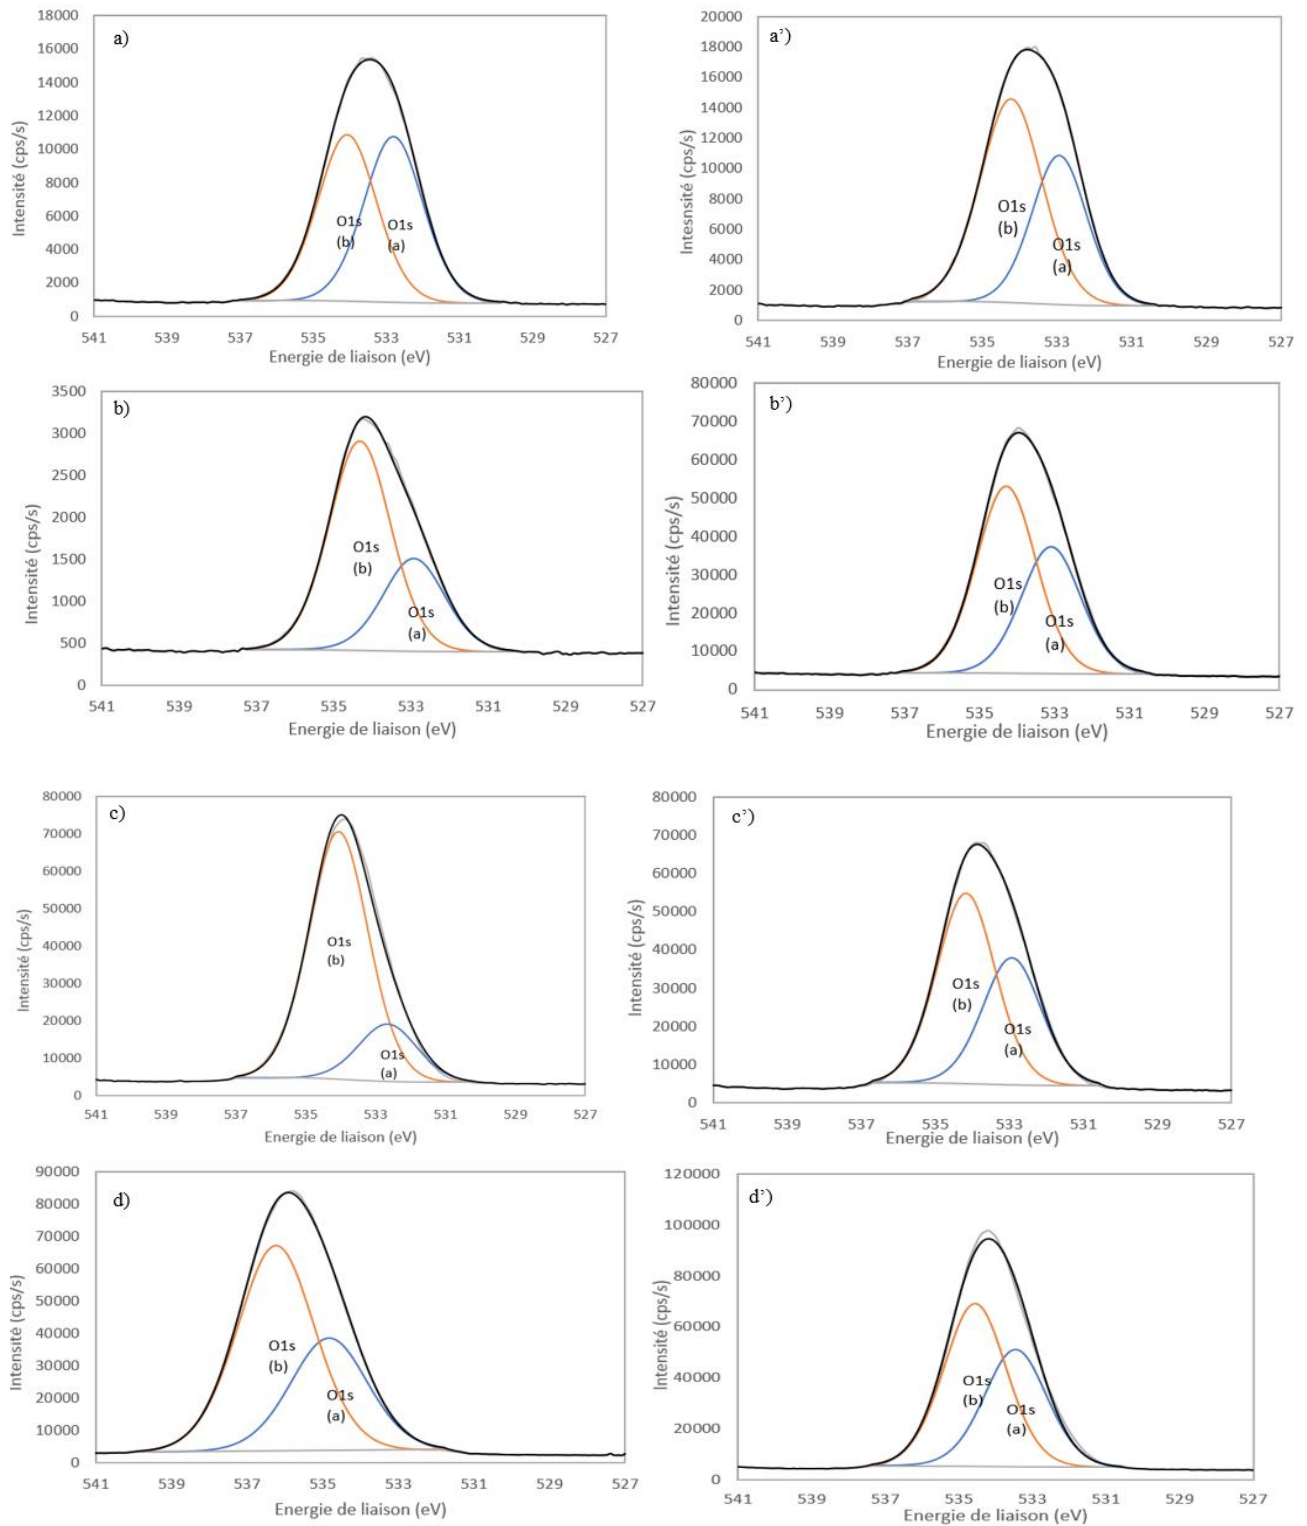 a)
18000
16000
14000
12000
10000
8000
6000
4000
2000
0
Intensité (cps/s)
O1s
(b)
O1s
(a)
541 539 537 535 533 531 529 527
Energie de liaison (eV)
a’)
20000
18000
16000
14000
12000
10000
8000
6000
4000
2000
0
Intesnsité (cps/s)
O1s
(b)
O1s
(a)
541 539 537 535 533 531 529 527
Energie de liaison (eV)
b)
3500
3000
2500
2000
1500
1000
500
0
Intensité (cps/s)
O1s
(b)
O1s
(a)
541 539 537 535 533 531 529 527
Energie de liaison (eV)
b’)
80000
70000
60000
50000
40000
30000
20000
10000
0
Intensité (cps/s)
O1s
(b)
O1s
(a)
541 539 537 535 533 531 529 527
Energie de liaison (eV)
c)
80000
70000
60000
50000
40000
30000
20000
10000
0
Intensité (cps/s)
O1s
(b)
O1s
(a)
541 539 537 535 533 531 529 527
Energie de liaison (eV)
c’)
80000
70000
60000
50000
40000
30000
20000
10000
0
Intensité (cps/s)
O1s
(b)
O1s
(a)
541 539 537 535 533 531 529 527
Energie de liaison (eV)
d)
90000
80000
70000
60000
50000
40000
30000
20000
10000
0
Intensité (cps/s)
O1s
(b)
O1s
(a)
541 539 537 535 533 531 529 527
Energie de liaison (eV)
d’)
120000
100000
80000
60000
40000
20000
0
Intensité (cps/s)
O1s
(b)
O1s
(a)
541 539 537 535 533 531 529 527
Energie de liaison (eV)